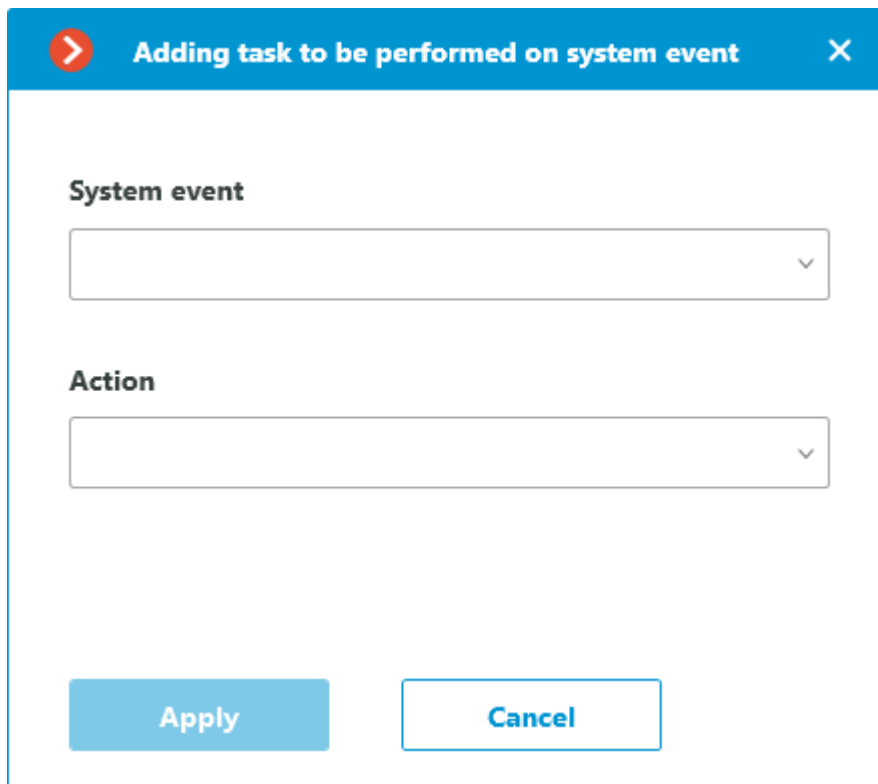 Adding task to be performed on system event
System event
Action
Apply Cancel